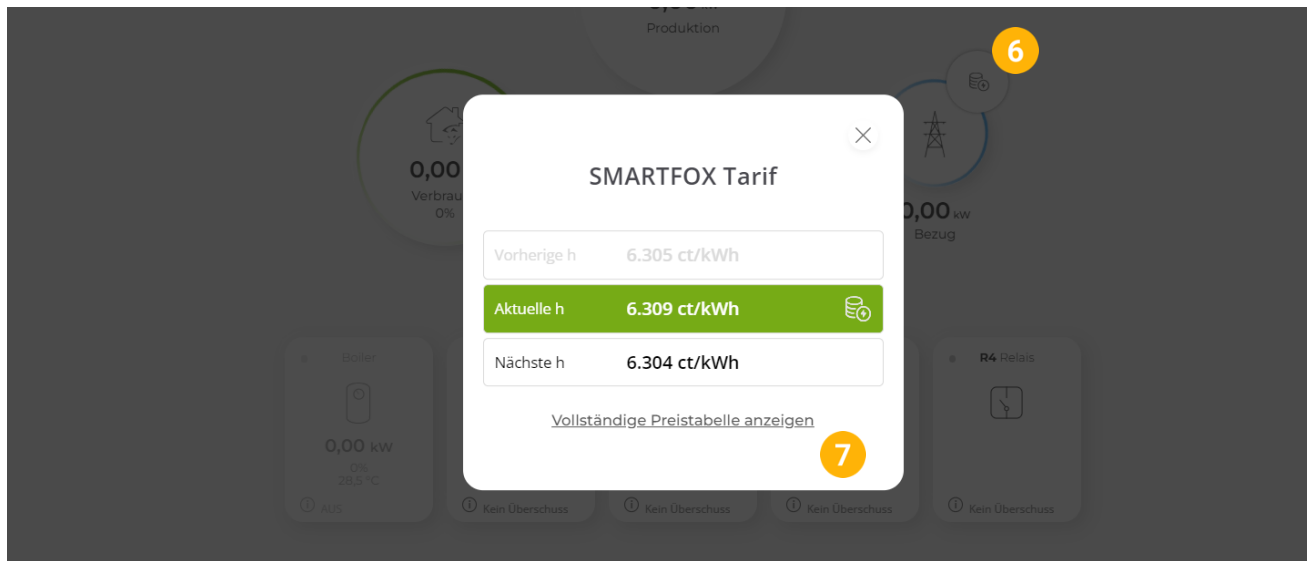 Produktion
6
0,00
Verbrau
0%
SMARTFOX Tarif
Vorherige h 6.305 ct/kWh
Aktuelle h 6.309 ct/kWh
Nächste h 6.304 ct/kWh
Vollständige Preistabelle anzeigen
7
0,00 kW
Bezug
Boiler
0,00 kW
0%
28,5 °C
AUS
Kein Überschuss
Kein Überschuss
Kein Überschuss
R4 Relais
Kein Überschuss